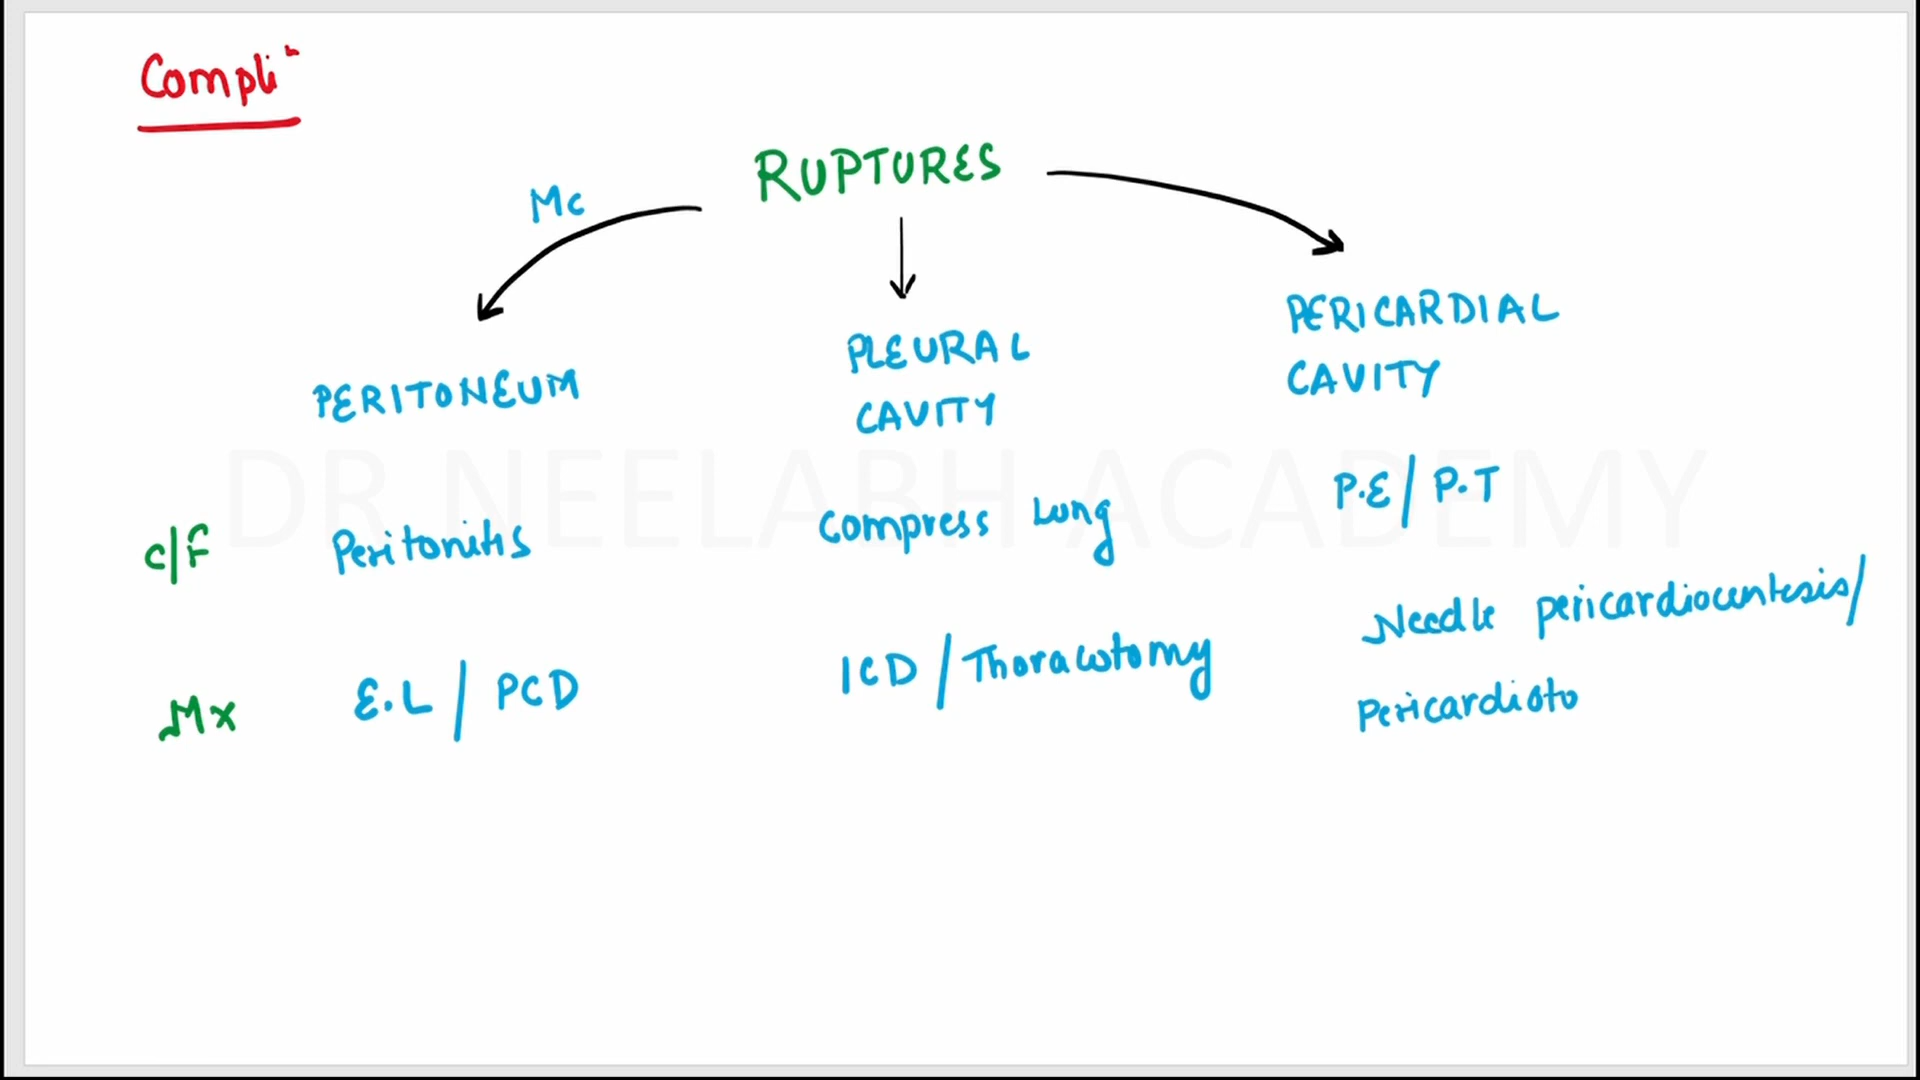 Compli
RUPTURES
Mc
PERITONEUM
PLEURAL
CAVITY
PERICARDIAL
CAVITY
DR NEELABH ACADEMY
C/F
Peritonitis
Compress Lung
P.E/P.T
Mx
E.L / PCD
ICD / Thoracotomy
Needle pericardiocentesis/
Pericardioto